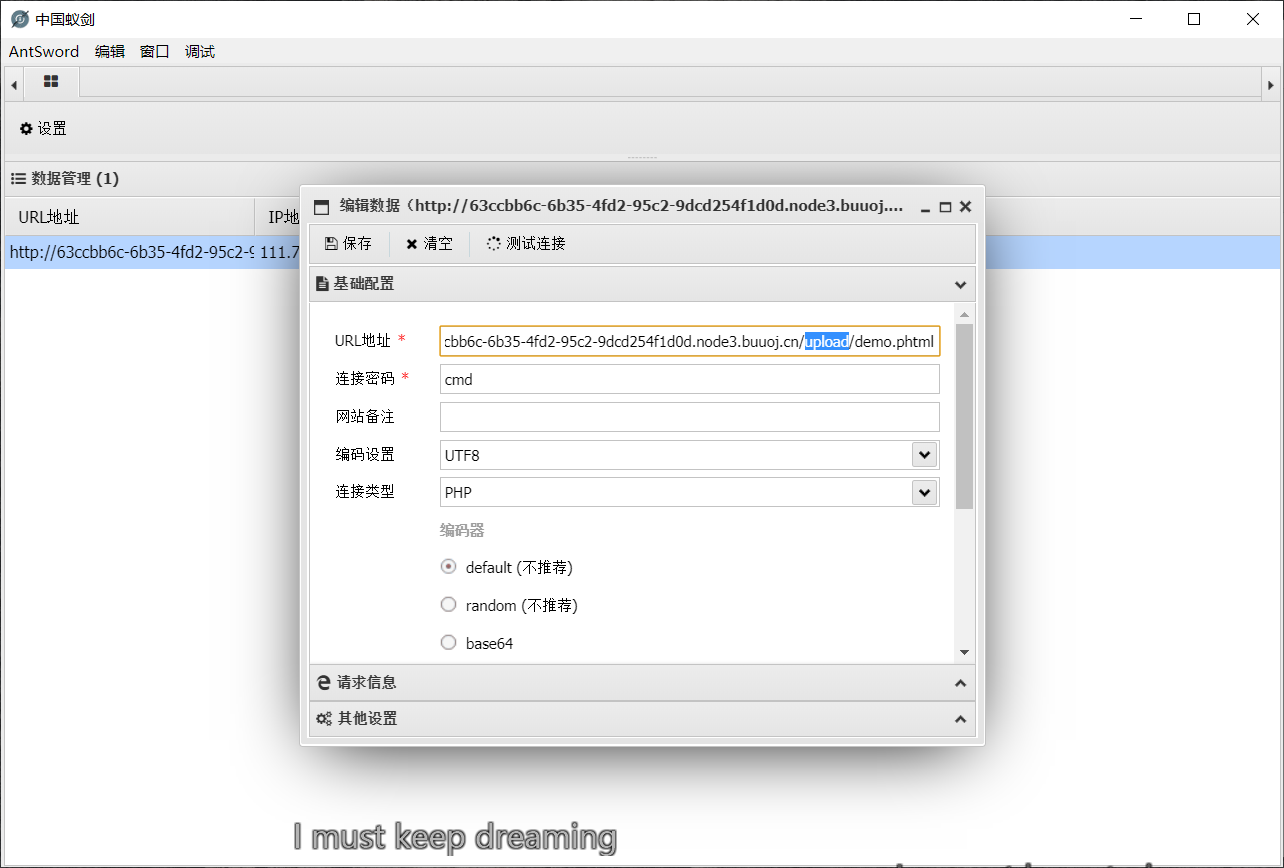 中国蚁剑
AntSword 编辑 窗口 调试
设置
数据管理 (1)
URL地址 IP地
http://63ccbb6c-6b35-4fd2-95c2-9 111.7
编辑数据（http://63ccbb6c-6b35-4fd2-95c2-9dcd254f1d0d.node3.buuoj....
保存 清空 测试连接
基础配置
URL地址 * cbb6c-6b35-4fd2-95c2-9dcd254f1d0d.node3.buuoj.cn/upload/demo.phtml
连接密码 * cmd
网站备注
编码设置 UTF8
连接类型 PHP
编码器
default (不推荐)
random (不推荐)
base64
请求信息
其他设置
I must keep dreaming